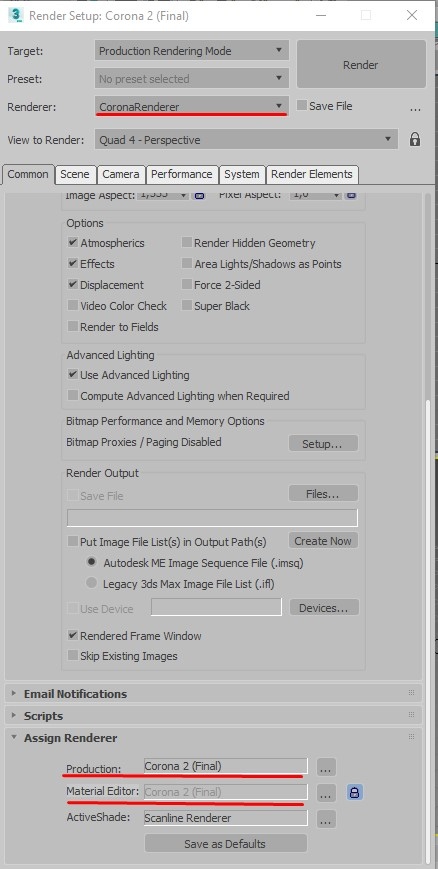 3 Render Setup: Corona 2 (Final)
Target: Production Rendering Mode
Render
Preset: No preset selected
Renderer: CoronaRenderer Save File ...
View to Render: Quad 4 - Perspective
Common Scene Camera Performance System Render Elements
Image Aspect: 1,333 Pixel Aspect: 1,0
Options
Atmospherics Render Hidden Geometry
Effects Area Lights/Shadows as Points
Displacement Force 2-Sided
Video Color Check Super Black
Render to Fields
Advanced Lighting
Use Advanced Lighting
Compute Advanced Lighting when Required
Bitmap Performance and Memory Options
Bitmap Proxies / Paging Disabled Setup...
Render Output
Save File Files...
Put Image File List(s) in Output Path(s) Create Now
Autodesk ME Image Sequence File (.imsq)
Legacy 3ds Max Image File List (.ifl)
Use Device Devices...
Rendered Frame Window
Skip Existing Images
Email Notifications
Scripts
Assign Renderer
Production: Corona 2 (Final) ...
Material Editor: Corona 2 (Final) ...
ActiveShade: Scanline Renderer ...
Save as Defaults